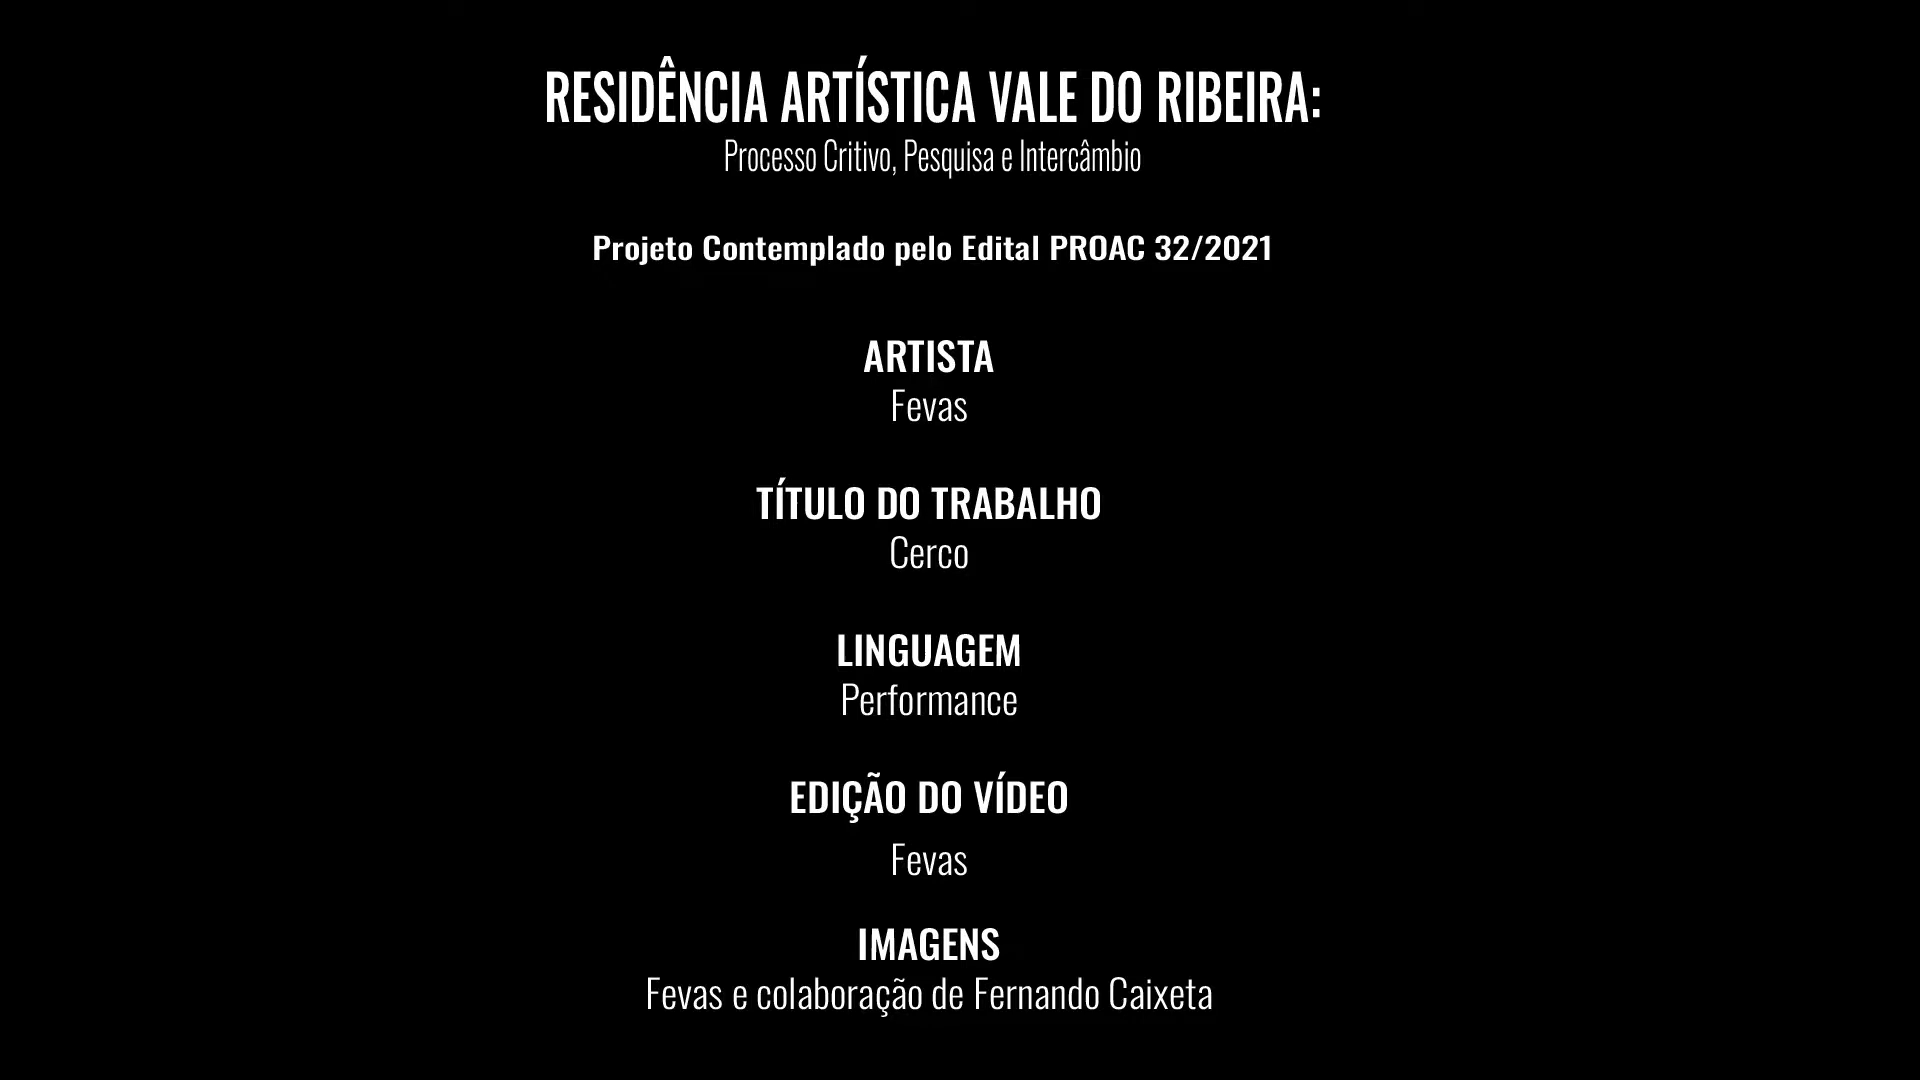 RESIDÊNCIA ARTÍSTICA VALE DO RIBEIRA:
Processo Critivo, Pesquisa e Intercâmbio
Projeto Contemplado pelo Edital PROAC 32/2021
ARTISTA
Fevas
TÍTULO DO TRABALHO
Cerco
LINGUAGEM
Performance
EDIÇÃO DO VÍDEO
Fevas
IMAGENS
Fevas e colaboração de Fernando Caixeta